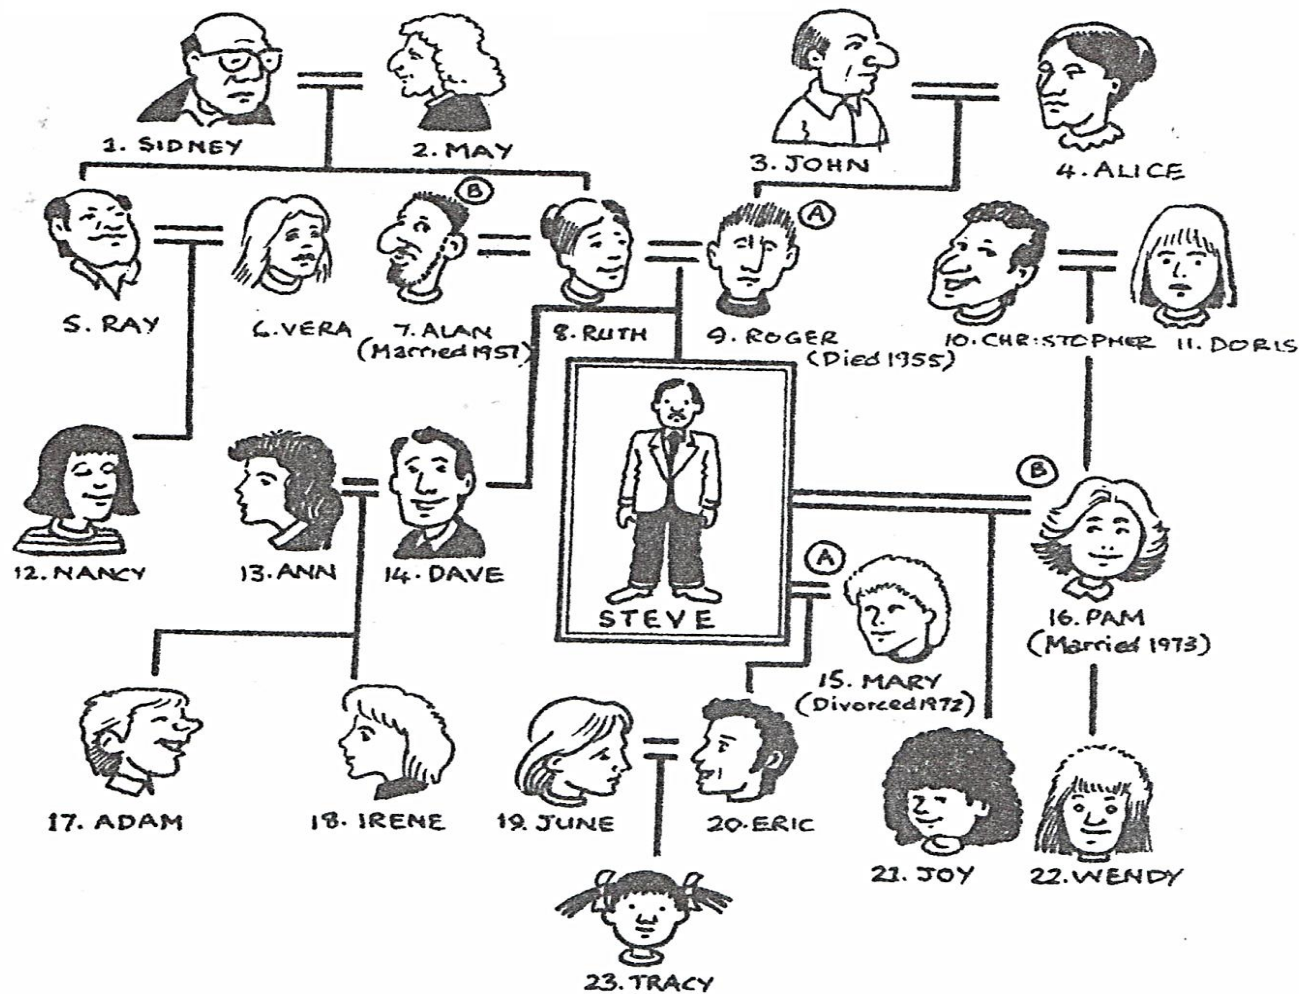 1. SIDNEY
2. MAY
3. JOHN
4. ALICE
B
A
5. RAY
6. VERA
7. ALAN
(Married 1957)
8. RUTH
9. ROGER
(Died 1955)
10. CHRISTOPHER
11. DORIS
B
12. NANCY
13. ANN
14. DAVE
A
STEVE
16. PAM
(Married 1973)
15. MARY
(Divorced 1972)
17. ADAM
18. IRENE
19. JUNE
20. ERIC
21. JOY
22. WENDY
23. TRACY